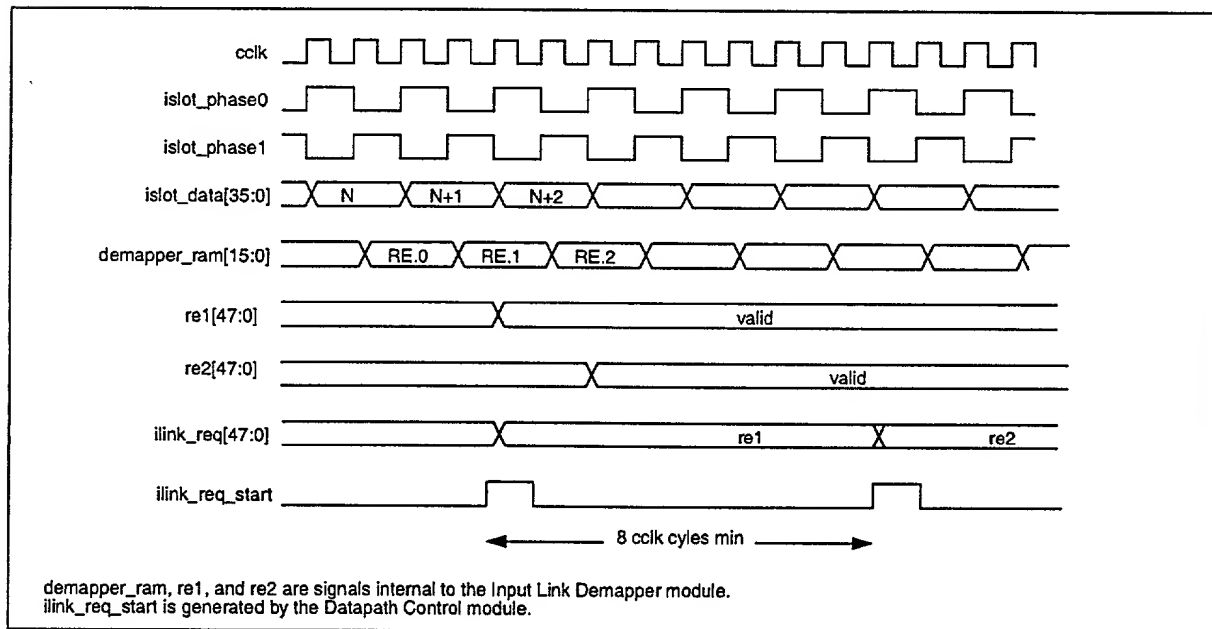 cclk
islot_phase0
islot_phase1
islot_data[35:0] N N+1 N+2
demapper_ram[15:0] RE.0 RE.1 RE.2
re1[47:0] valid
re2[47:0] valid
ilink_req[47:0] re1 re2
ilink_req_start
8 cclk cyles min
demapper_ram, re1, and re2 are signals internal to the Input Link Demapper module.
ilink_req_start is generated by the Datapath Control module.